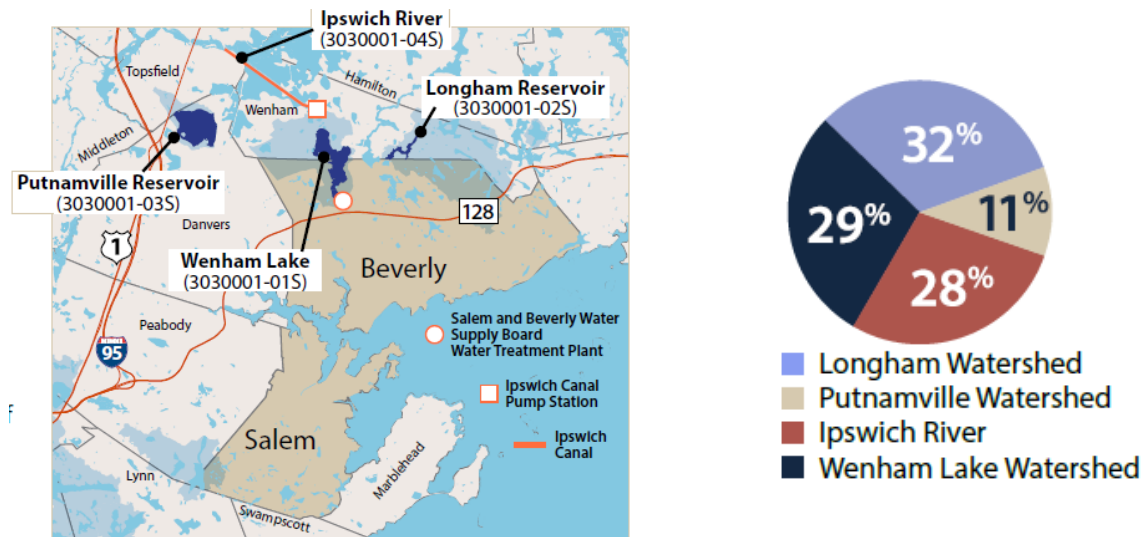 Ipswich River
(3030001-04S)
Topsfield
Hamilton
Longham Reservoir
(3030001-02S)
Wenham
Middleton
Putnamville Reservoir
(3030001-03S)
128
1
Danvers
Wenham Lake
(3030001-01S)
Beverly
Salem and Beverly Water
Supply Board
Water Treatment Plant
Peabody
INTERSTATE
95
Ipswich Canal
Pump Station
f
Salem
Ipswich
Canal
Marblehead
Lynn
Swampscott
32%
11%
29%
28%
Longham Watershed
Putnamville Watershed
Ipswich River
Wenham Lake Watershed